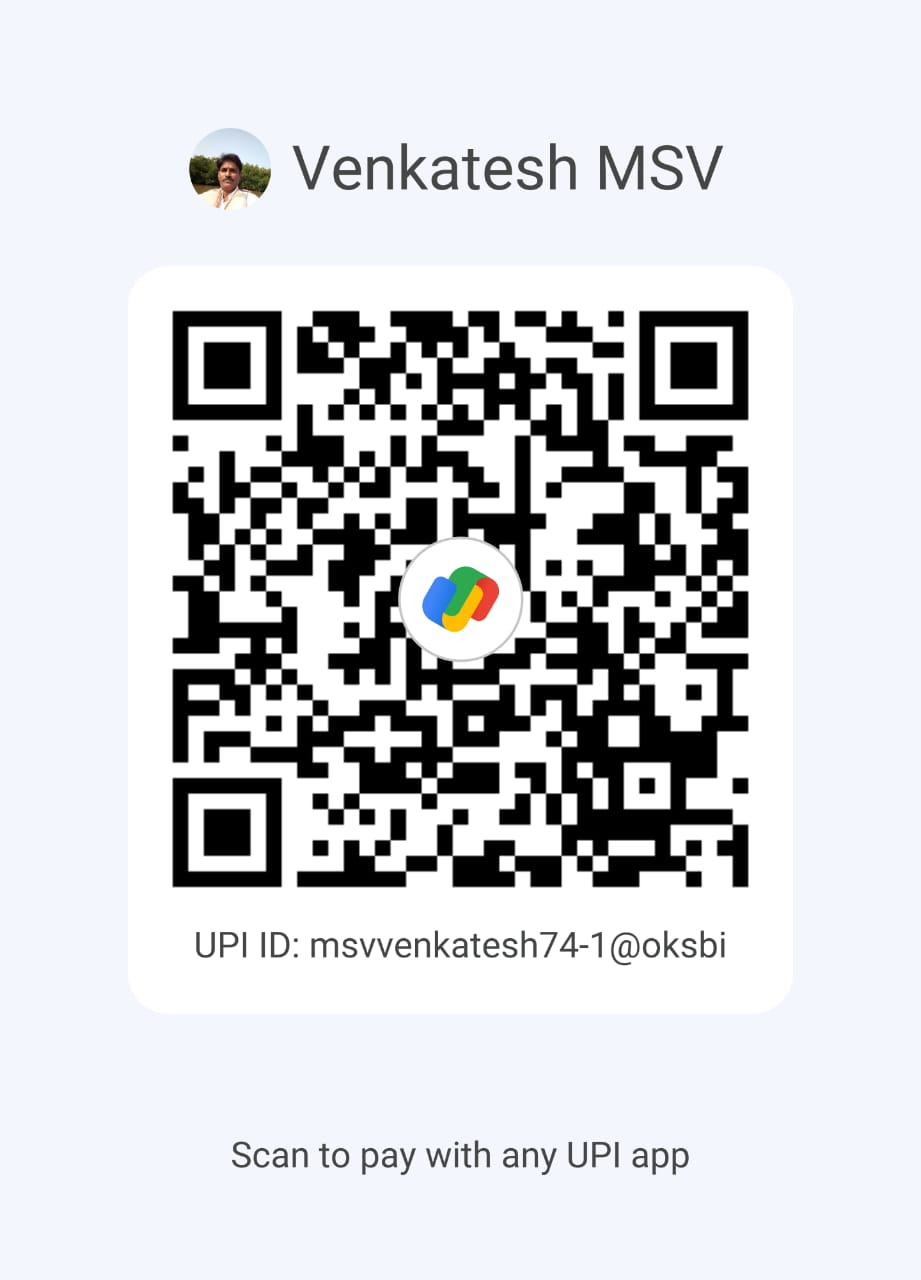 Venkatesh MSV
UPI ID: msvvenkatesh74-1@oksbi
Scan to pay with any UPI app